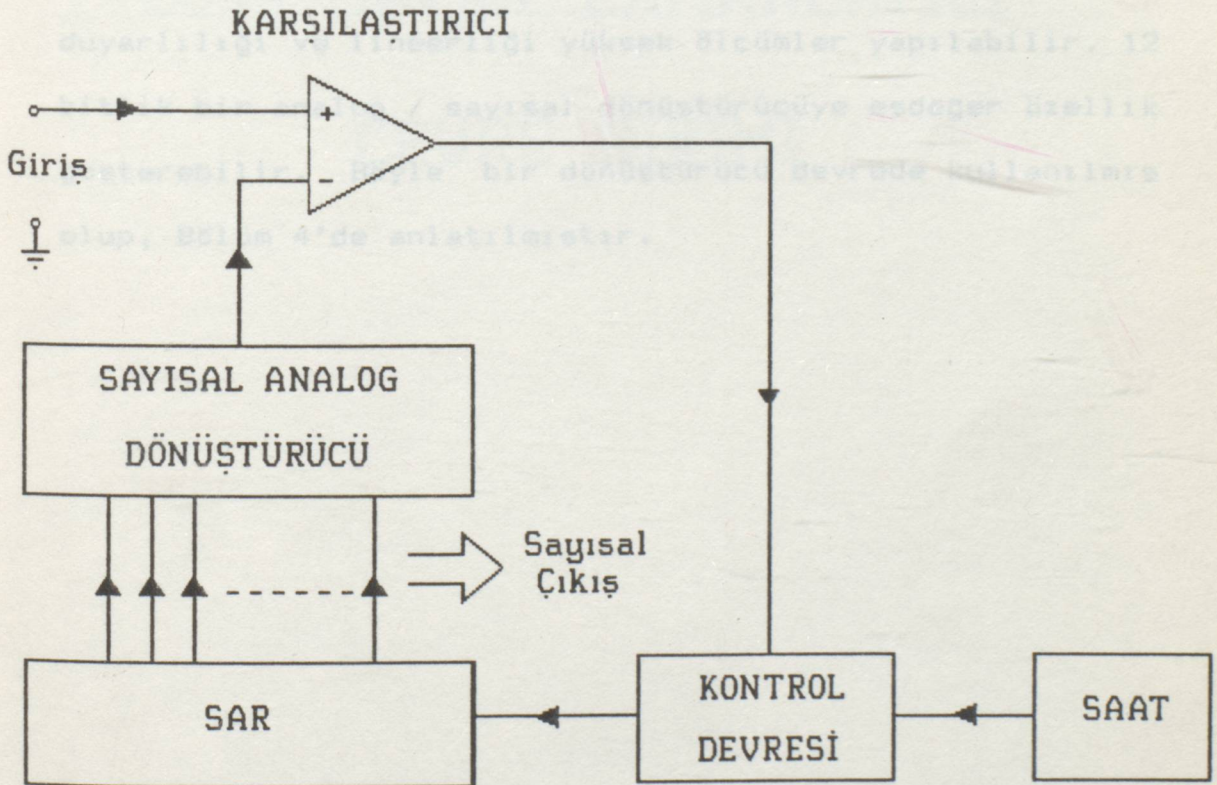 KARŞILAŞTIRICI
duyarlılığı ve lineerliği yüksek ölçümler yapılabilir. 12
bitlik bir analog / sayısal dönüştürücüye eşdeğer özellik
gösterebilir. Böyle bir dönüştürücü devrede kullanılmış
olup, Bölüm 4'de anlatılmıştır.
+
Giriş
-
SAYISAL ANALOG
DÖNÜŞTÜRÜCÜ
Sayısal
Çıkış
SAR
KONTROL
DEVRESİ
SAAT